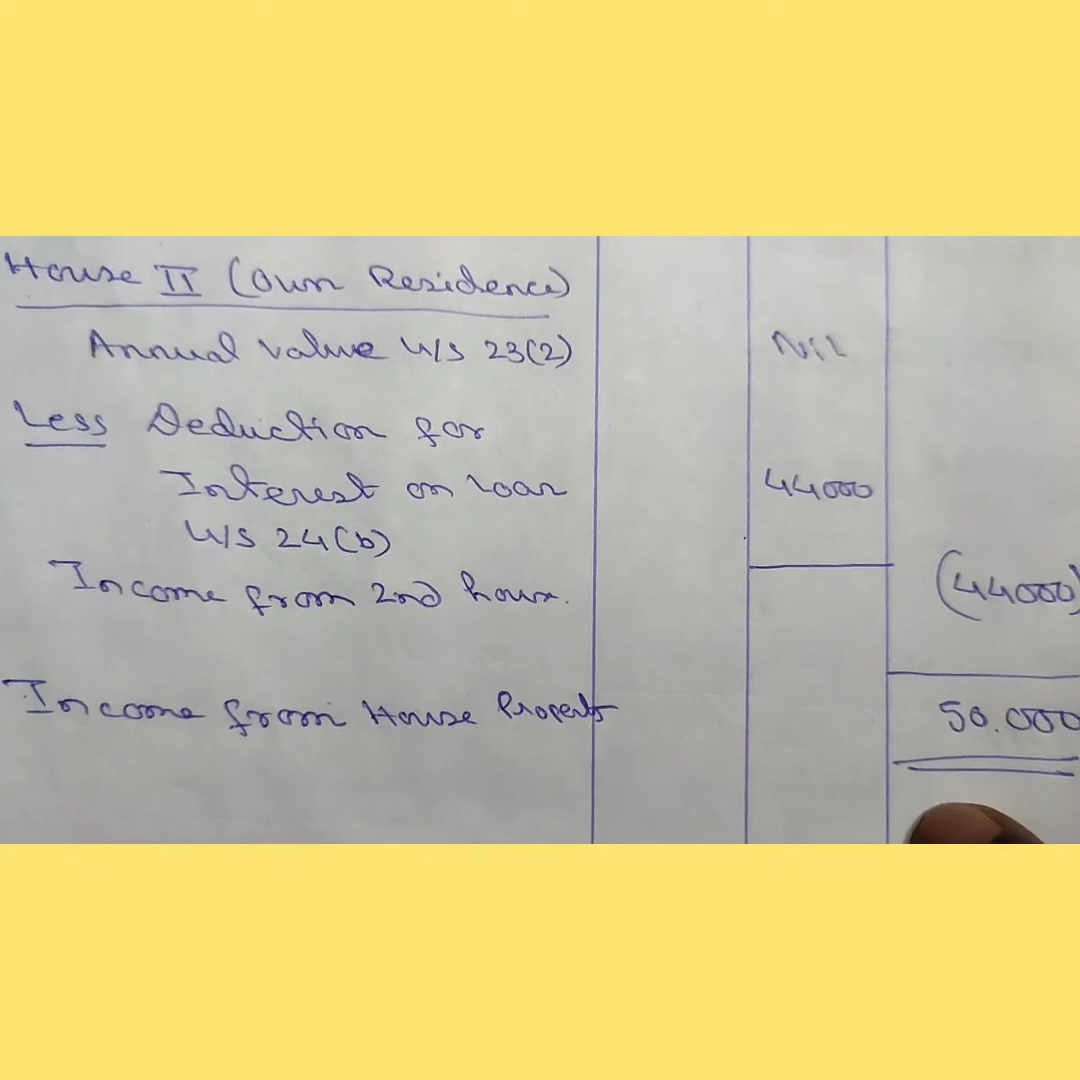 House II (Own Residence)
Annual value u/s 23(2) Nil
Less Deduction for
Interest on loan 44000
u/s 24(b)
Income from 2nd house. (44000)
Income from House Property 50.000